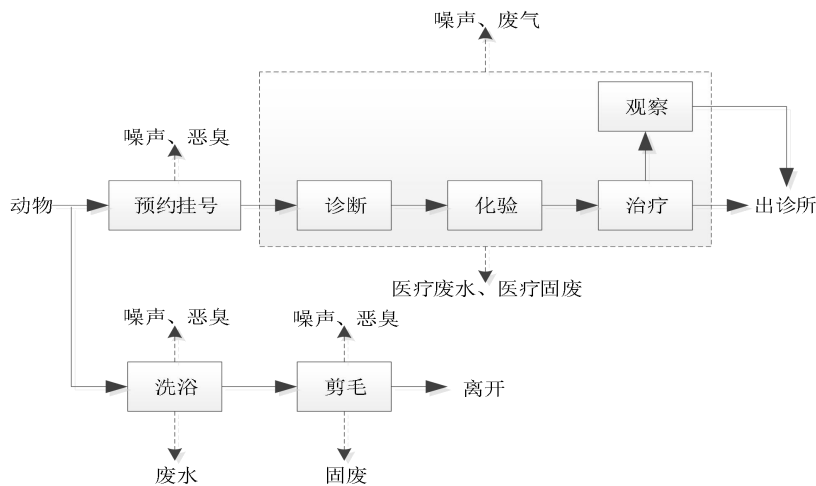 噪声、废气
观察
噪声、恶臭
动物
预约挂号
诊断
化验
治疗
出诊所
医疗废水、医疗固废
噪声、恶臭
噪声、恶臭
洗浴
剪毛
离开
废水
固废